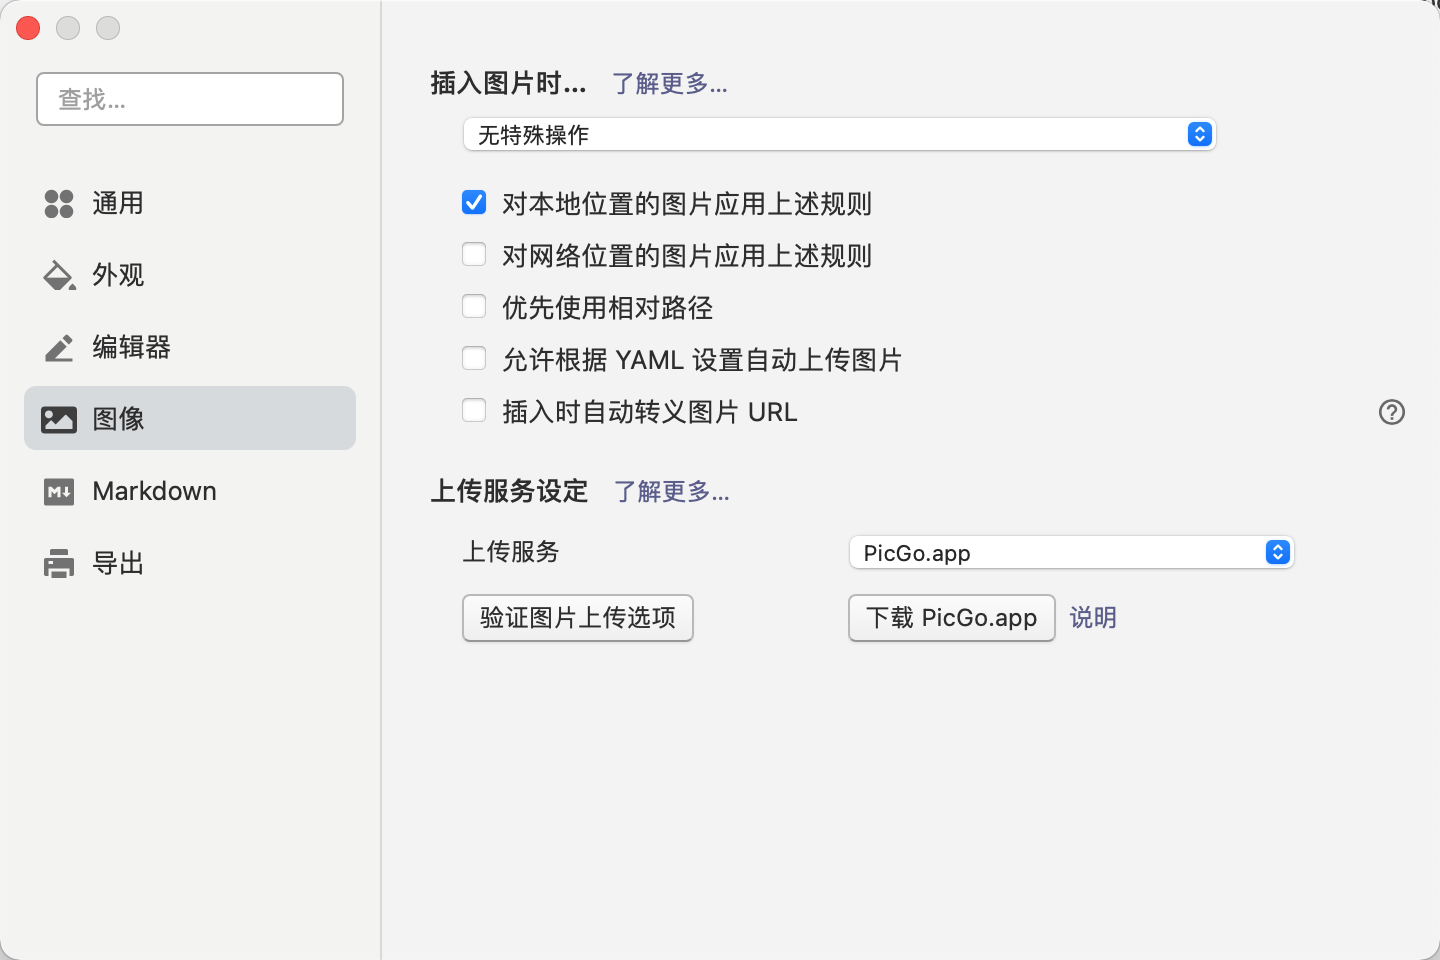 查找...
通用
外观
编辑器
图像
Markdown
导出
插入图片时... 了解更多...
无特殊操作
对本地位置的图片应用上述规则
对网络位置的图片应用上述规则
优先使用相对路径
允许根据 YAML 设置自动上传图片
插入时自动转义图片 URL
上传服务设定 了解更多...
上传服务 PicGo.app
验证图片上传选项 下载 PicGo.app 说明